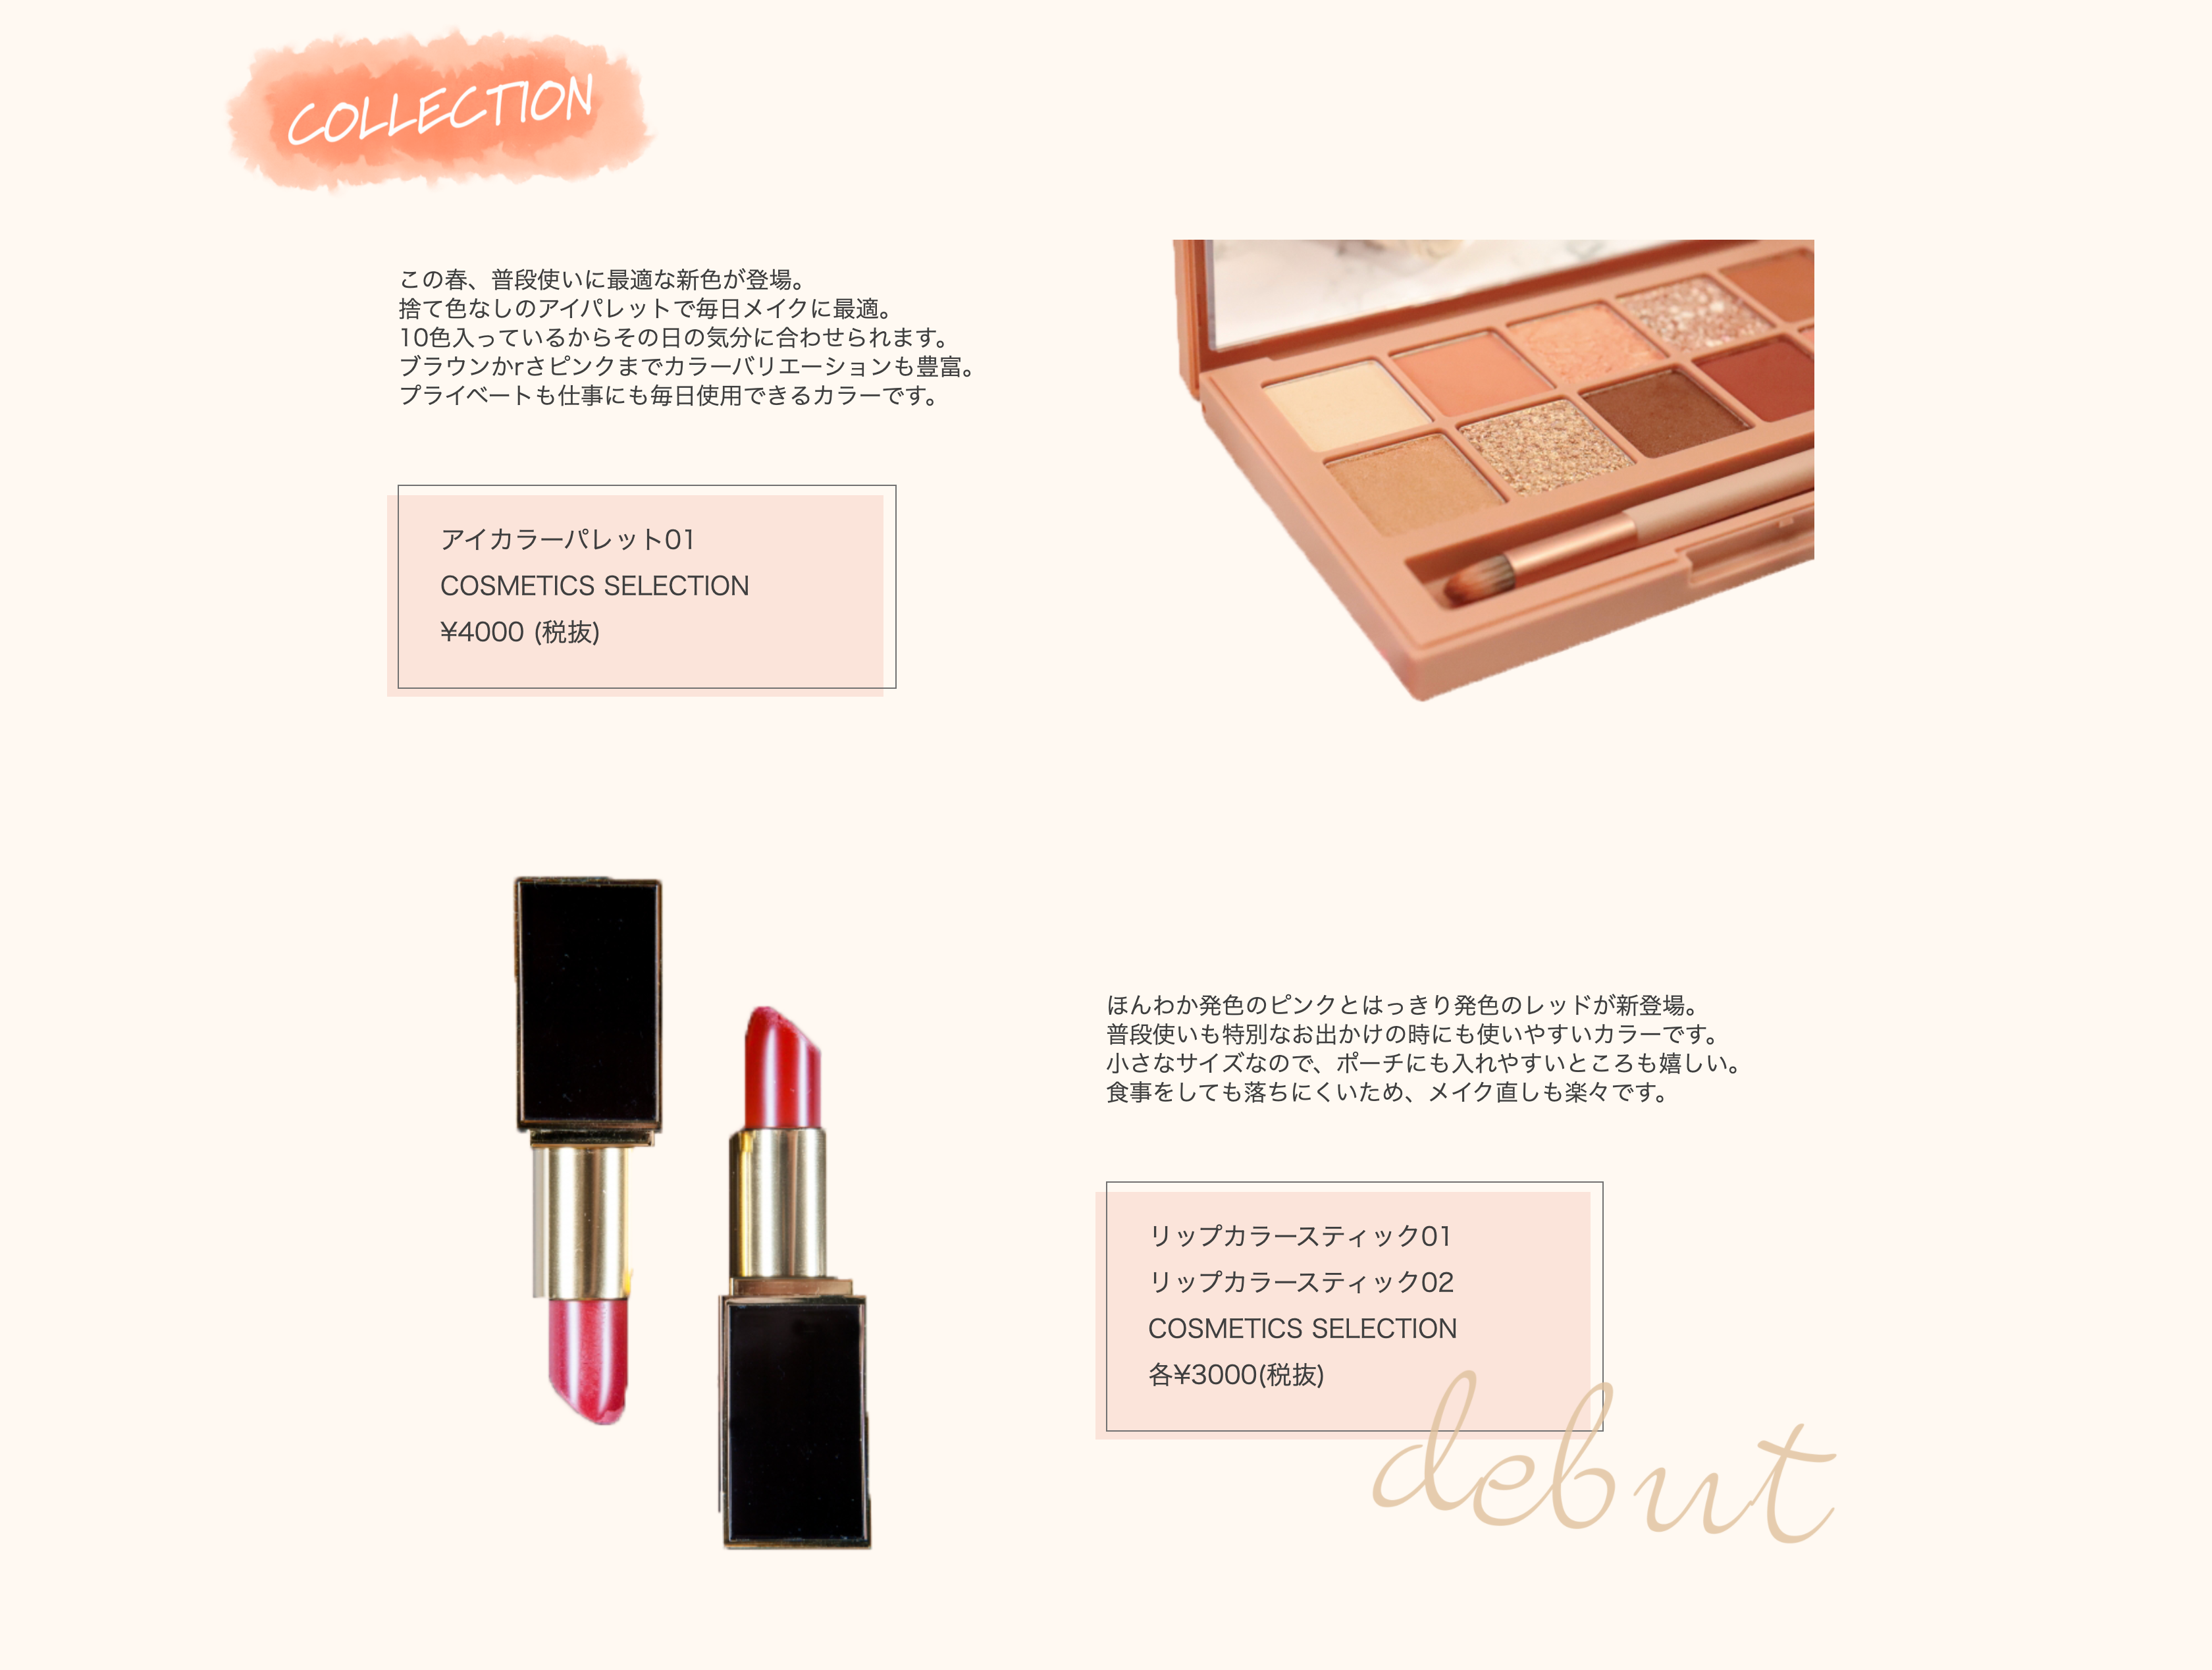 COLLECTION
この春、普段使いに最適な新色が登場。
捨て色なしのアイパレットで毎日メイクに最適。
10色入っているからその日の気分に合わせられます。
ブラウンかrさピンクまでカラーバリエーションも豊富。
プライベートも仕事にも毎日使用できるカラーです。
アイカラーパレット01
COSMETICS SELECTION
¥4000 (税抜)
ほんわか発色のピンクとはっきり発色のレッドが新登場。
普段使いも特別なお出かけの時にも使いやすいカラーです。
小さなサイズなので、ポーチにも入れやすいところも嬉しい。
食事をしても落ちにくいため、メイク直しも楽々です。
リップカラースティック01
リップカラースティック02
COSMETICS SELECTION
各¥3000(税抜)
debut